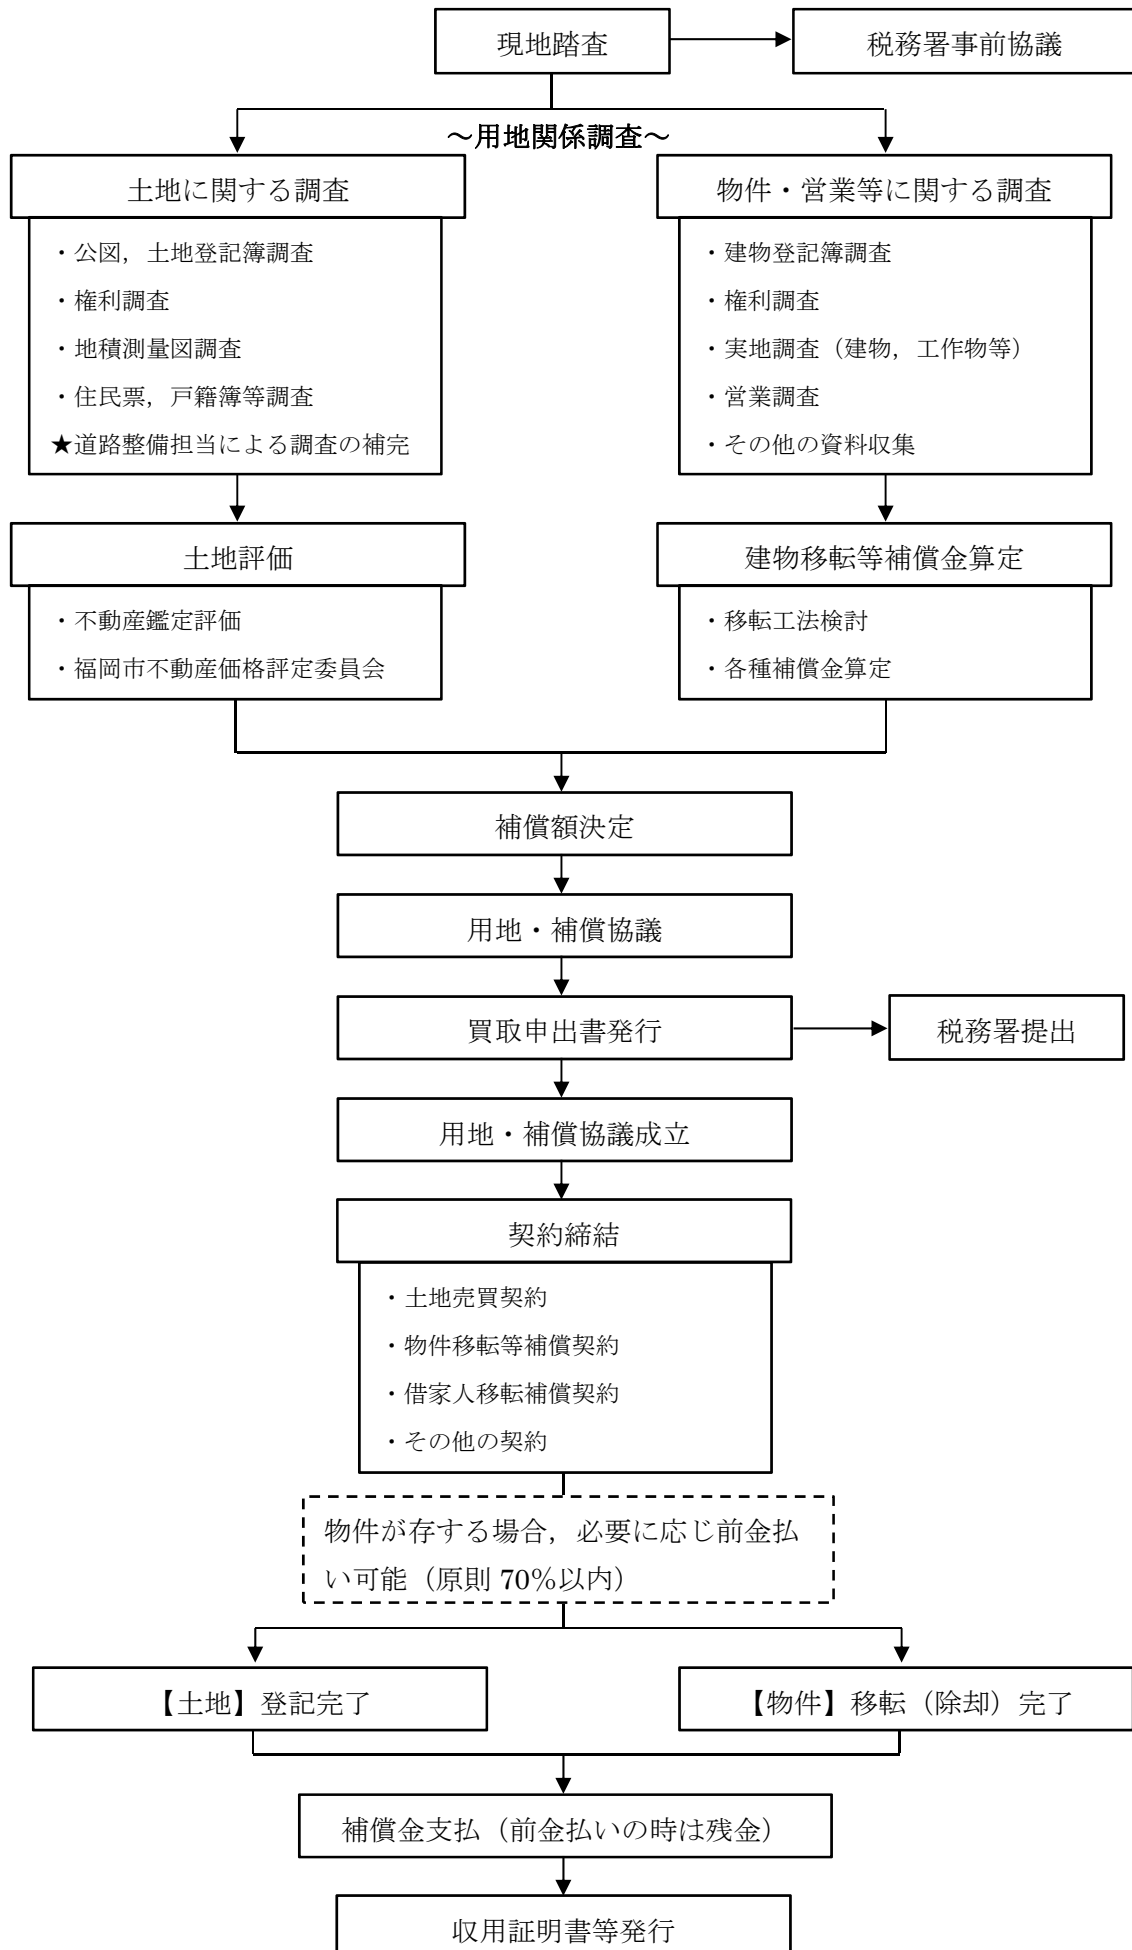 現地踏査
税務署事前協議
～用地関係調査～
土地に関する調査
・公図，土地登記簿調査
・権利調査
・地積測量図調査
・住民票，戸籍簿等調査
★道路整備担当による調査の補完
物件・営業等に関する調査
・建物登記簿調査
・権利調査
・実地調査（建物，工作物等）
・営業調査
・その他の資料収集
土地評価
・不動産鑑定評価
・福岡市不動産価格評定委員会
建物移転等補償金算定
・移転工法検討
・各種補償金算定
補償額決定
用地・補償協議
買取申出書発行
税務署提出
用地・補償協議成立
契約締結
・土地売買契約
・物件移転等補償契約
・借家人移転補償契約
・その他の契約
物件が存する場合，必要に応じ前金払
い可能（原則 70％以内）
【土地】登記完了
【物件】移転（除却）完了
補償金支払（前金払いの時は残金）
収用証明書等発行